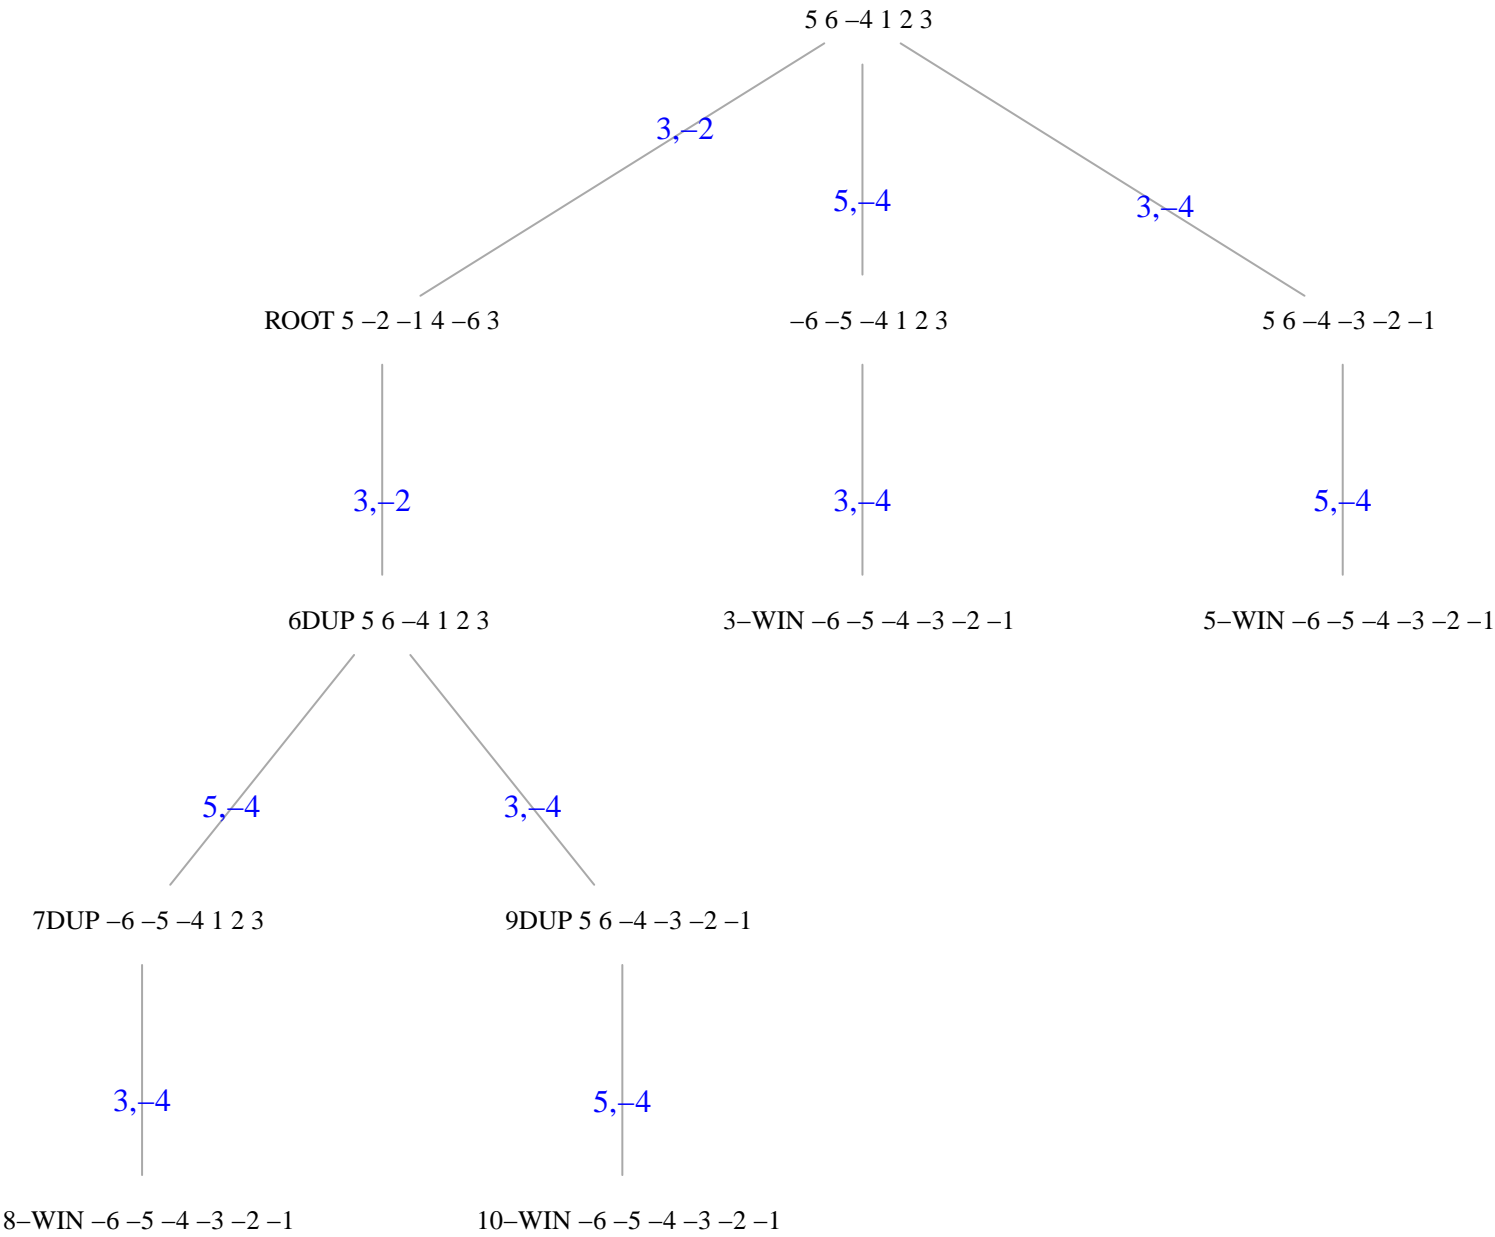 5 6 –4 1 2 3
3,–2
5,–4
3,–4
ROOT 5 –2 –1 4 –6 3
–6 –5 –4 1 2 3
5 6 –4 –3 –2 –1
3,–2
3,–4
5,–4
6DUP 5 6 –4 1 2 3
3–WIN –6 –5 –4 –3 –2 –1
5–WIN –6 –5 –4 –3 –2 –1
5,–4
3,–4
7DUP –6 –5 –4 1 2 3
9DUP 5 6 –4 –3 –2 –1
3,–4
5,–4
8–WIN –6 –5 –4 –3 –2 –1
10–WIN –6 –5 –4 –3 –2 –1